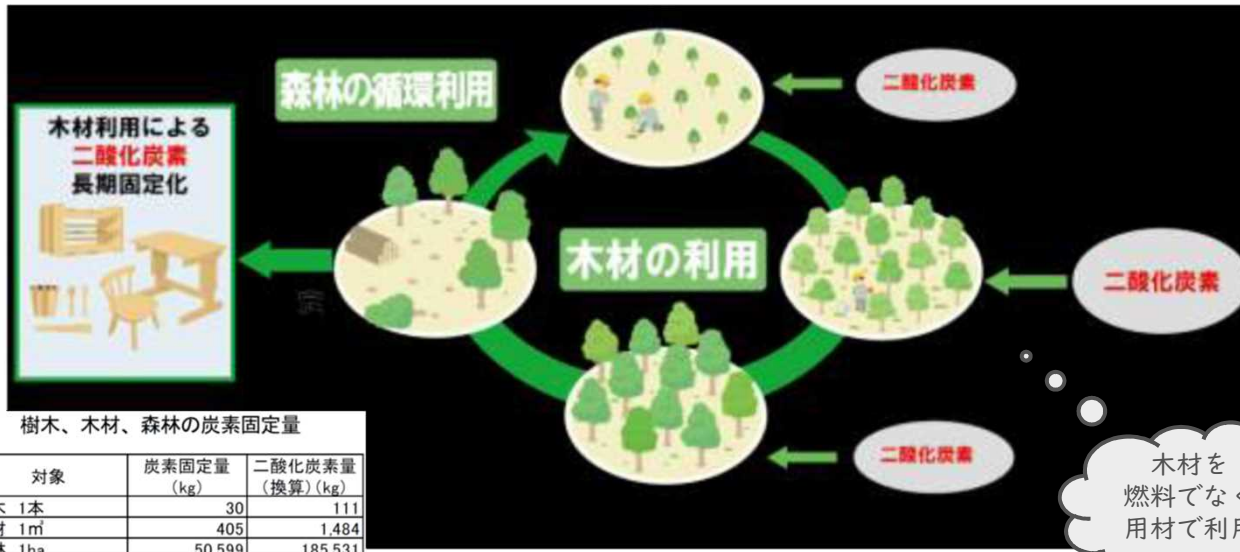 森林の循環利用
二酸化炭素
木材利用による
二酸化炭素
長期固定化
木材の利用
二酸化炭素
二酸化炭素
樹木、木材、森林の炭素固定量
対象 炭素固定量(kg) 二酸化炭素量(換算)(kg)
1本 30 111
1㎥ 405 1,484
1ha 50,599 185,531
木材を
燃料でなく
用材で利用